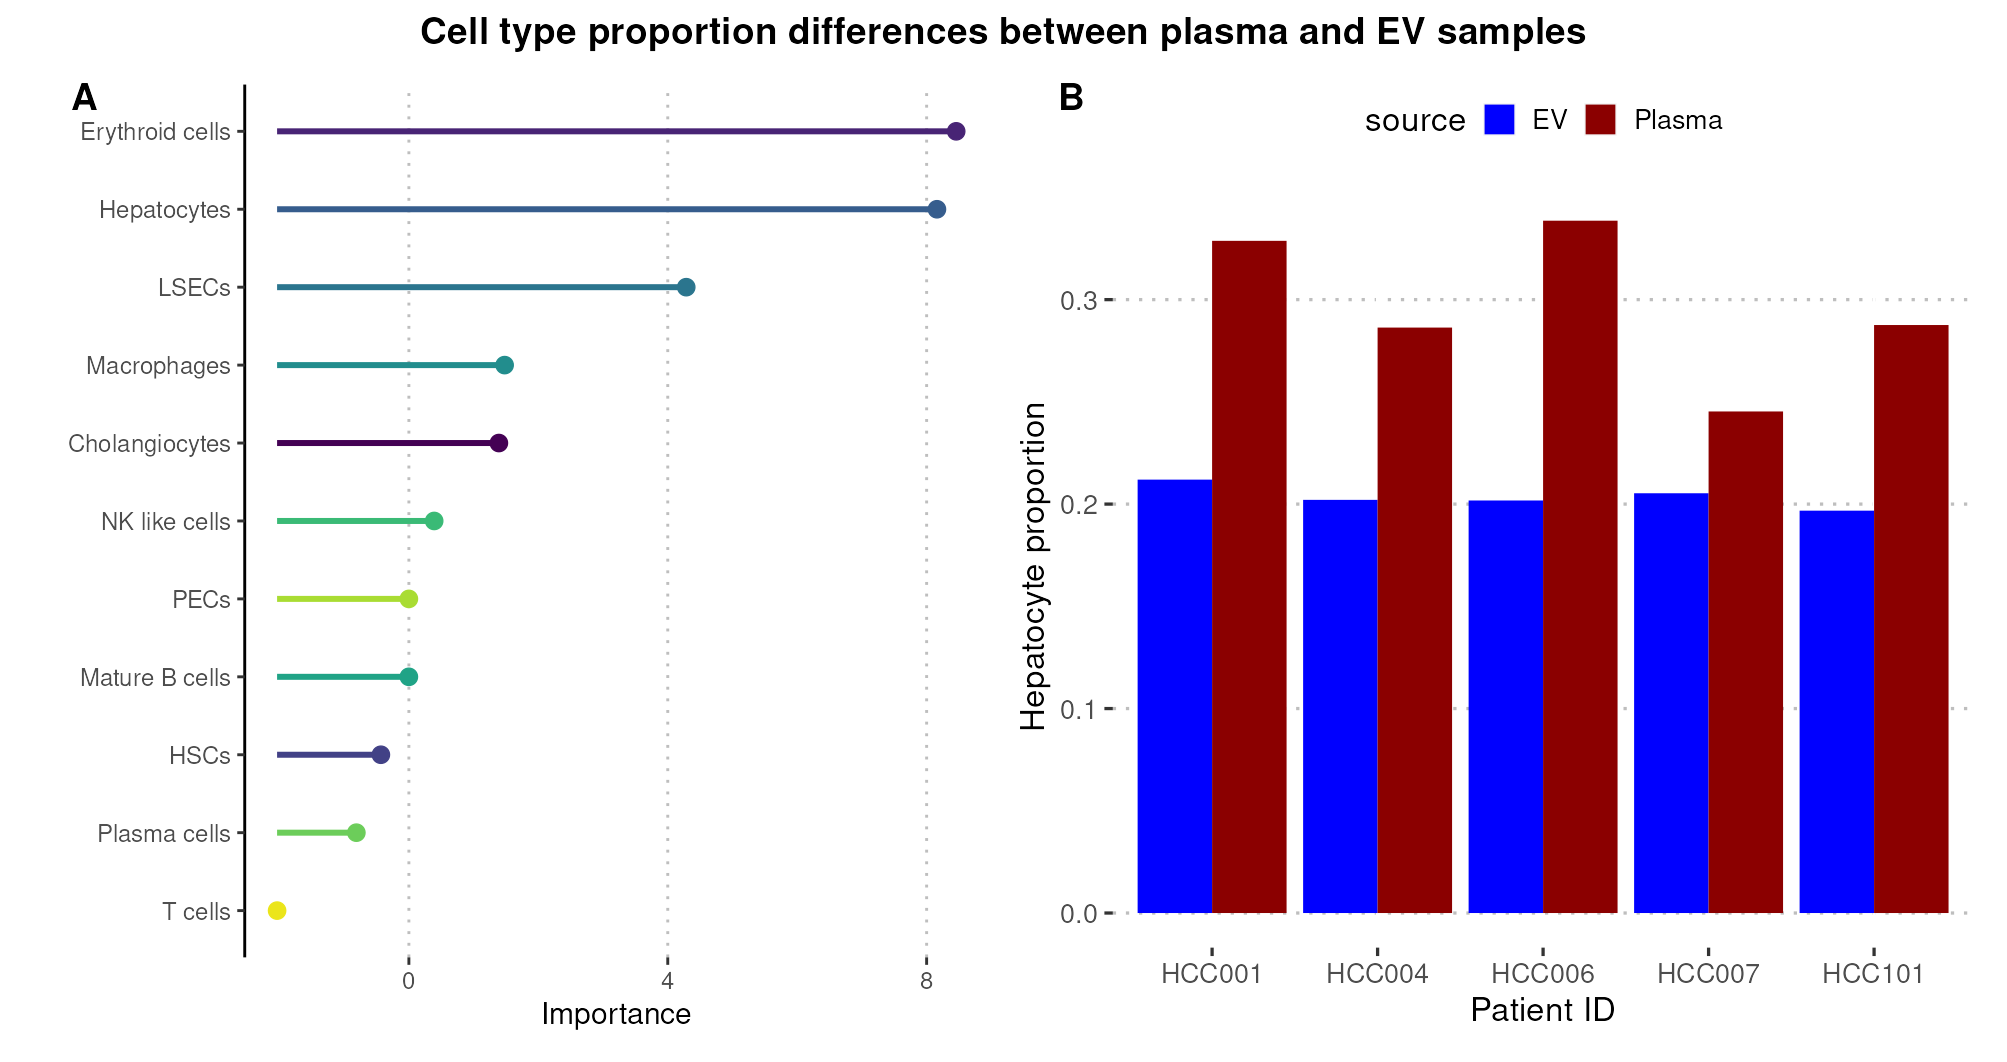 Cell type proportion differences between plasma and EV samples
A
Erythroid cells
Hepatocytes
LSECs
Macrophages
Cholangiocytes
NK like cells
PECs
Mature B cells
HSCs
Plasma cells
T cells
0 4 8
Importance
B
source EV Plasma
Hepatocyte proportion
0.3
0.2
0.1
0.0
HCC001 HCC004 HCC006 HCC007 HCC101
Patient ID